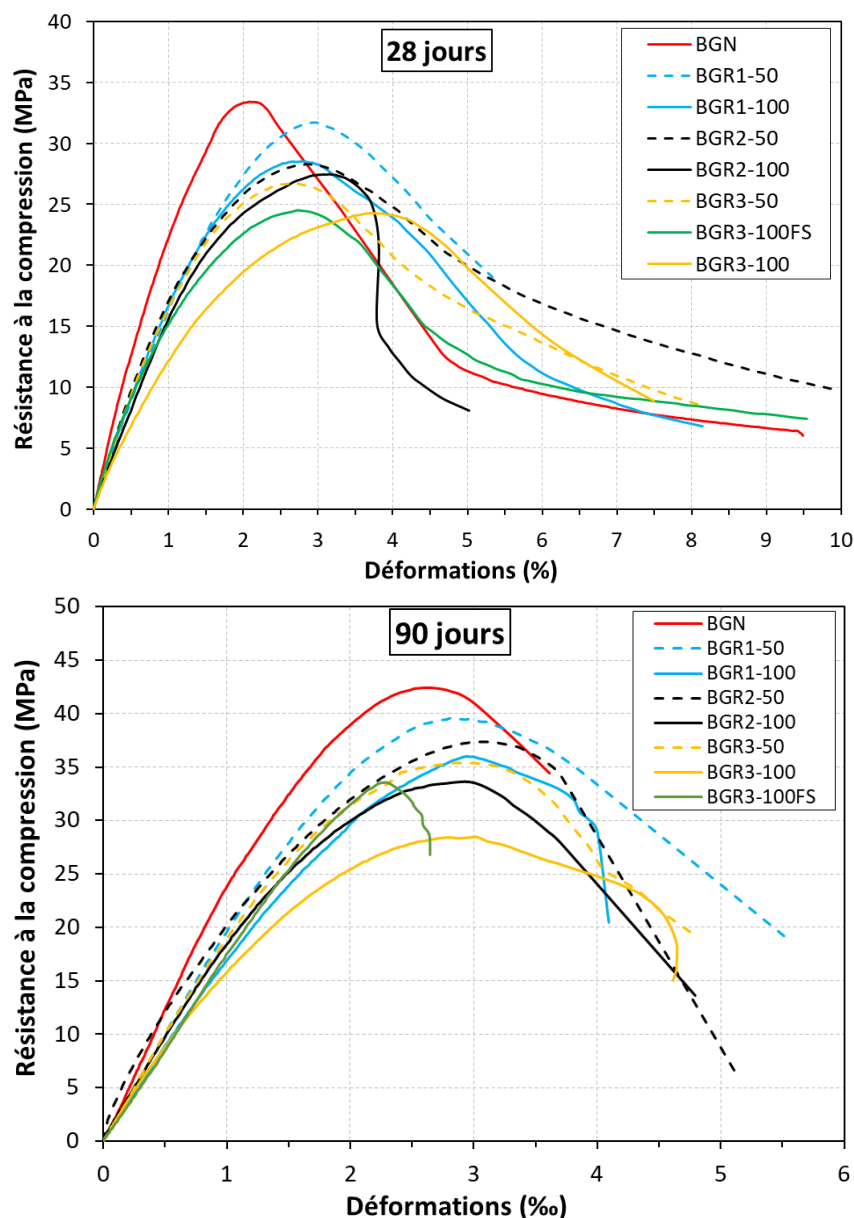 28 jours
Résistance à la compression (MPa)
40
35
30
25
20
15
10
5
0
BGN
BGR1-50
BGR1-100
BGR2-50
BGR2-100
BGR3-50
BGR3-100FS
BGR3-100
0 1 2 3 4 5 6 7 8 9 10
Déformations (%)
90 jours
Résistance à la compression (MPa)
50
45
40
35
30
25
20
15
10
5
0
BGN
BGR1-50
BGR1-100
BGR2-50
BGR2-100
BGR3-50
BGR3-100
BGR3-100FS
0 1 2 3 4 5 6
Déformations (‰)